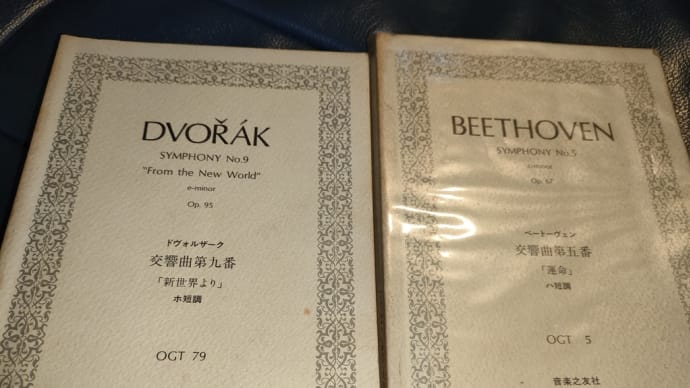 DVOŘÁK
SYMPHONY No.9
"From the New World"
e-minor
Op. 95
ドヴォルザーク
交響曲第九番
「新世界より」
ホ短調
OGT 79
BEETHOVEN
SYMPHONY No.5
c-minor
Op. 67
ベートーヴェン
交響曲第五番
「運命」
ハ短調
OGT 5
音楽之友社